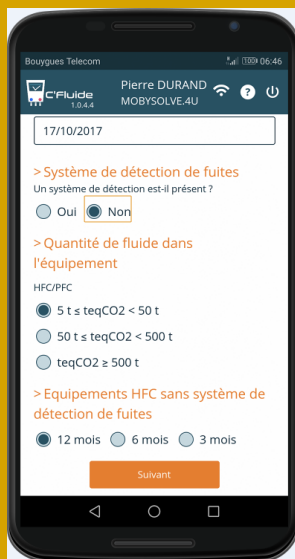 Bouygues Telecom 100 06:46
C'Fluide
1.0.4.4
Pierre DURAND
MOBYSOLVE.4U
?
17/10/2017
> Système de détection de fuites
Un système de détection est-il présent ?
Oui Non
> Quantité de fluide dans
l'équipement
HFC/PFC
5 t ≤ teqCO2 < 50 t
50 t ≤ teqCO2 < 500 t
teqCO2 ≥ 500 t
> Equipements HFC sans système de
détection de fuites
12 mois 6 mois 3 mois
Suivant